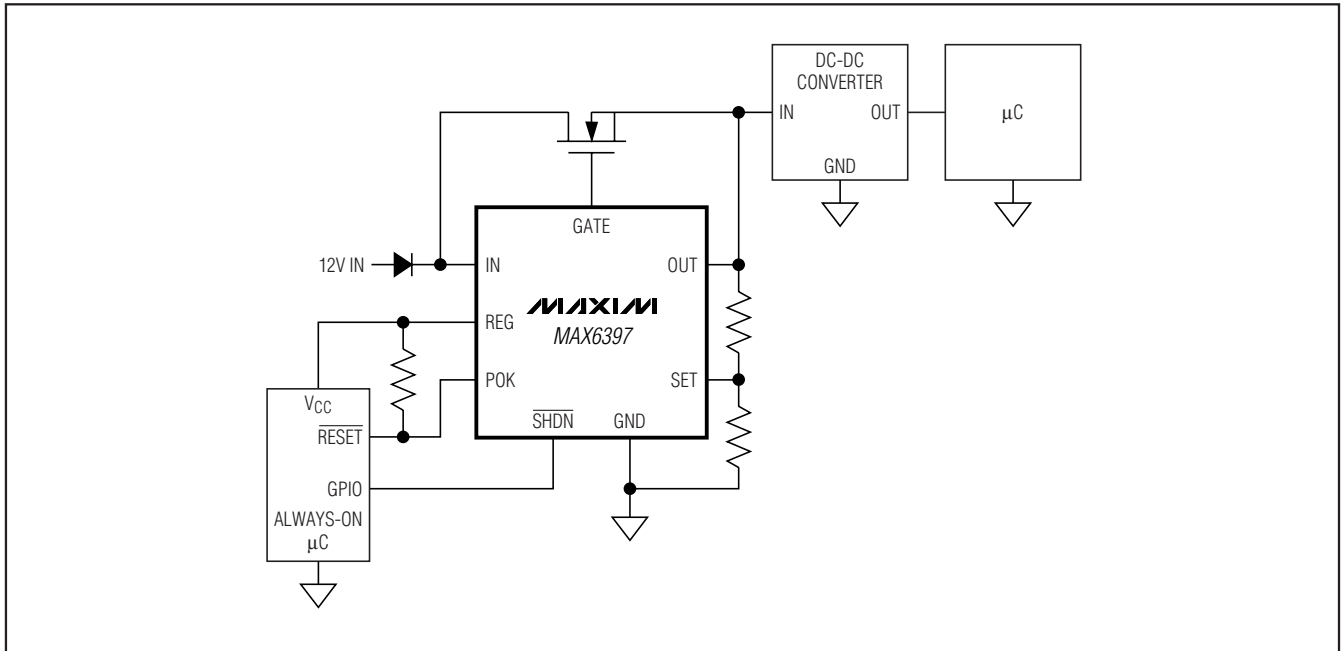 DC-DC
CONVERTER
IN
OUT
GND
μC
GATE
12V IN
IN
OUT
MAXIM
MAX6397
REG
POK
SET
SHDN
GND
VCC
RESET
GPIO
ALWAYS-ON
μC